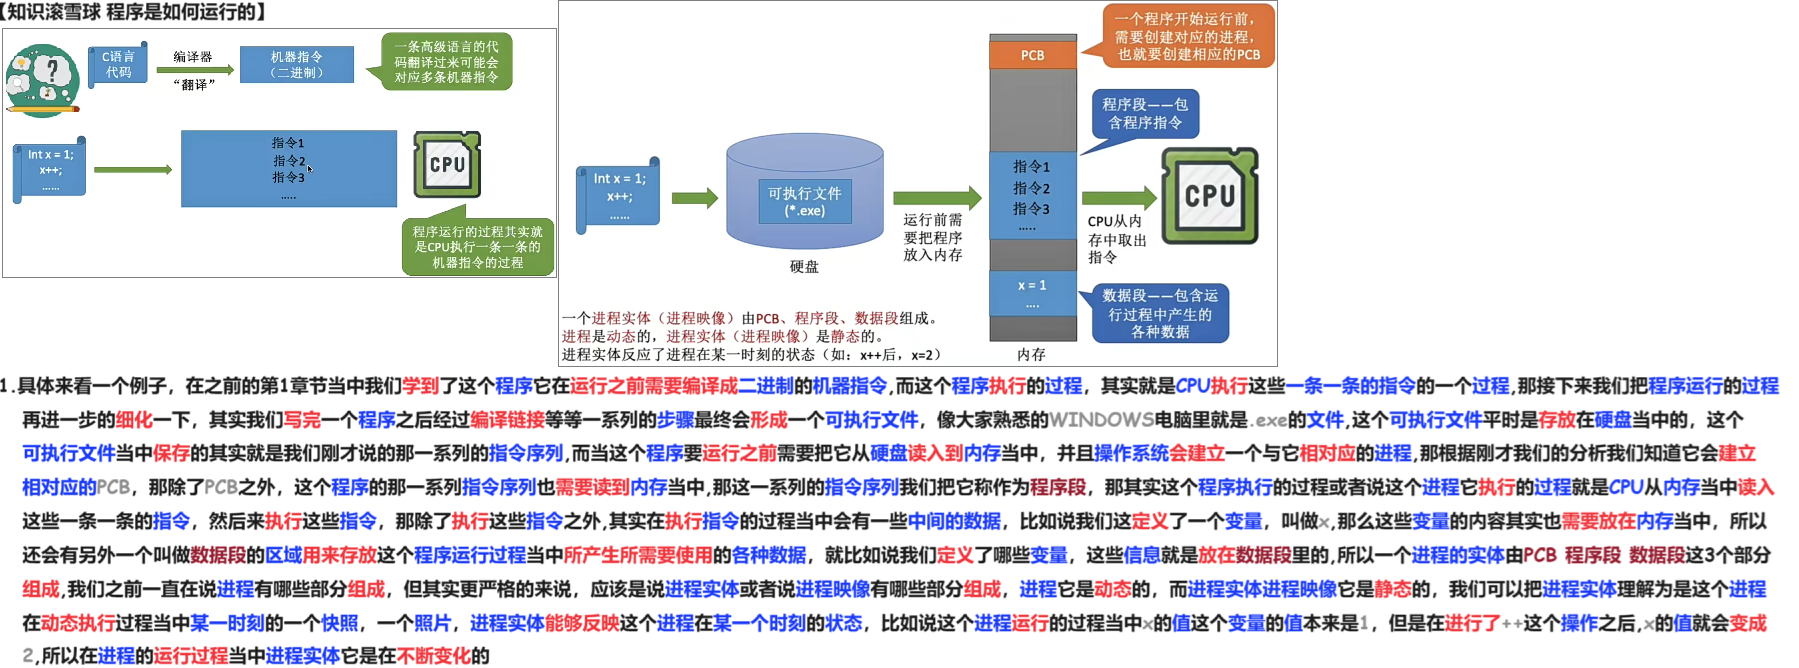 【知识滚雪球 程序是如何运行的】
C语言
代码
编译器
“翻译”
机器指令
（二进制）
一条高级语言的代
码翻译过来可能会
对应多条机器指令
Int x = 1;
x++;
……
指令1
指令2
指令3
…..
CPU
程序运行的过程其实就
是CPU执行一条一条的
机器指令的过程
Int x = 1;
x++;
……
可执行文件
(*.exe)
硬盘
运行前需
要把程序
放入内存
PCB
指令1
指令2
指令3
…..
x = 1
….
内存
一个程序开始运行前，
需要创建对应的进程，
也就要创建相应的PCB
程序段——包
含程序指令
CPU从内
存中取出
指令
CPU
数据段——包含运
行过程中产生的
各种数据
一个进程实体（进程映像）由PCB、程序段、数据段组成。
进程是动态的，进程实体（进程映像）是静态的。
进程实体反应了进程在某一时刻的状态（如：x++后，x=2）
1.具体来看一个例子，在之前的第1章节当中我们学到了这个程序它在运行之前需要编译成二进制的机器指令,而这个程序执行的过程，其实就是CPU执行这些一条一条的指令的一个过程,那接下来我们把程序运行的过程
再进一步的细化一下，其实我们写完一个程序之后经过编译链接等等一系列的步骤最终会形成一个可执行文件，像大家熟悉的WINDOWS电脑里就是.exe的文件,这个可执行文件平时是存放在硬盘当中的，这个
可执行文件当中保存的其实就是我们刚才说的那一系列的指令序列,而当这个程序要运行之前需要把它从硬盘读入到内存当中，并且操作系统会建立一个与它相对应的进程,那根据刚才我们的分析我们知道它会建立
相对应的PCB，那除了PCB之外，这个程序的那一系列指令序列也需要读到内存当中,那这一系列的指令序列我们把它称作为程序段，那其实这个程序执行的过程或者说这个进程它执行的过程就是CPU从内存当中读入
这些一条一条的指令，然后来执行这些指令，那除了执行这些指令之外,其实在执行指令的过程当中会有一些中间的数据，比如说我们这定义了一个变量，叫做x,那么这些变量的内容其实也需要放在内存当中，所以
还会有另外一个叫做数据段的区域用来存放这个程序运行过程当中所产生所需要使用的各种数据，就比如说我们定义了哪些变量，这些信息就是放在数据段里的,所以一个进程的实体由PCB 程序段 数据段这3个部分
组成,我们之前一直在说进程有哪些部分组成，但其实更严格的来说，应该是说进程实体或者说进程映像有哪些部分组成，进程它是动态的，而进程实体进程映像它是静态的，我们可以把进程实体理解为是这个进程
在动态执行过程当中某一时刻的一个快照，一个照片，进程实体能够反映这个进程在某一个时刻的状态，比如说这个进程运行的过程当中x的值这个变量的值本来是1，但是在进行了++这个操作之后,x的值就会变成
2,所以在进程的运行过程当中进程实体它是在不断变化的